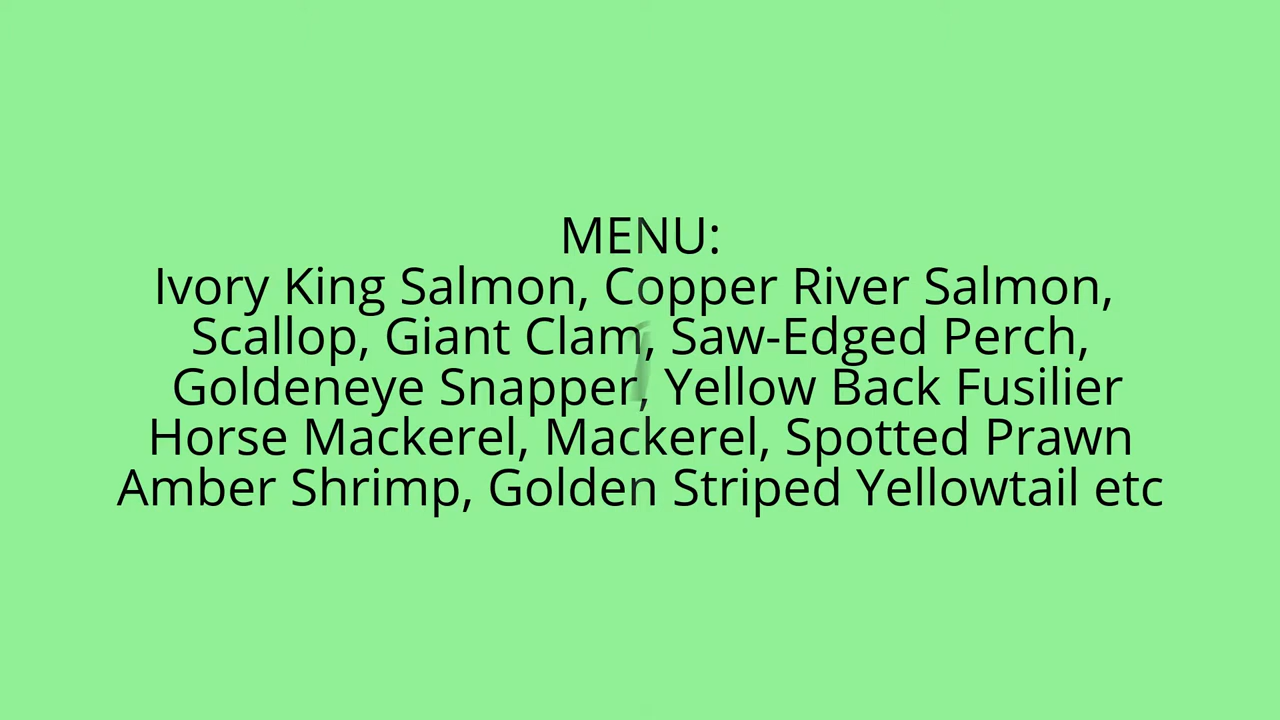 MENU:
Ivory King Salmon, Copper River Salmon,
Scallop, Giant Clam, Saw-Edged Perch,
Goldeneye Snapper, Yellow Back Fusilier
Horse Mackerel, Mackerel, Spotted Prawn
Amber Shrimp, Golden Striped Yellowtail etc